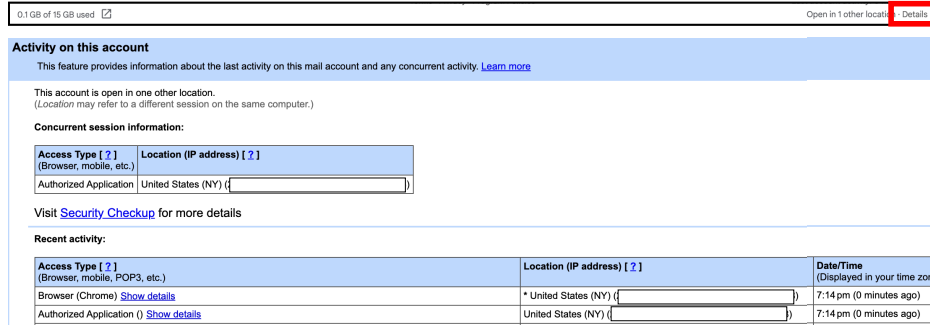 0.1 GB of 15 GB used
Open in 1 other location · Details
Activity on this account
This feature provides information about the last activity on this mail account and any concurrent activity. Learn more
This account is open in one other location.
(Location may refer to a different session on the same computer.)
Concurrent session information:
Access Type [ ? ]
(Browser, mobile, etc.)
Location (IP address) [ ? ]
Authorized Application United States (NY) ( )
Visit Security Checkup for more details
Recent activity:
Access Type [ ? ]
(Browser, mobile, POP3, etc.)
Location (IP address) [ ? ]
Date/Time
(Displayed in your time
Browser (Chrome) Show details * United States (NY) ( ) 7:14 pm (0 minutes ago)
Authorized Application () Show details United States (NY) ( ) 7:14 pm (0 minutes ago)